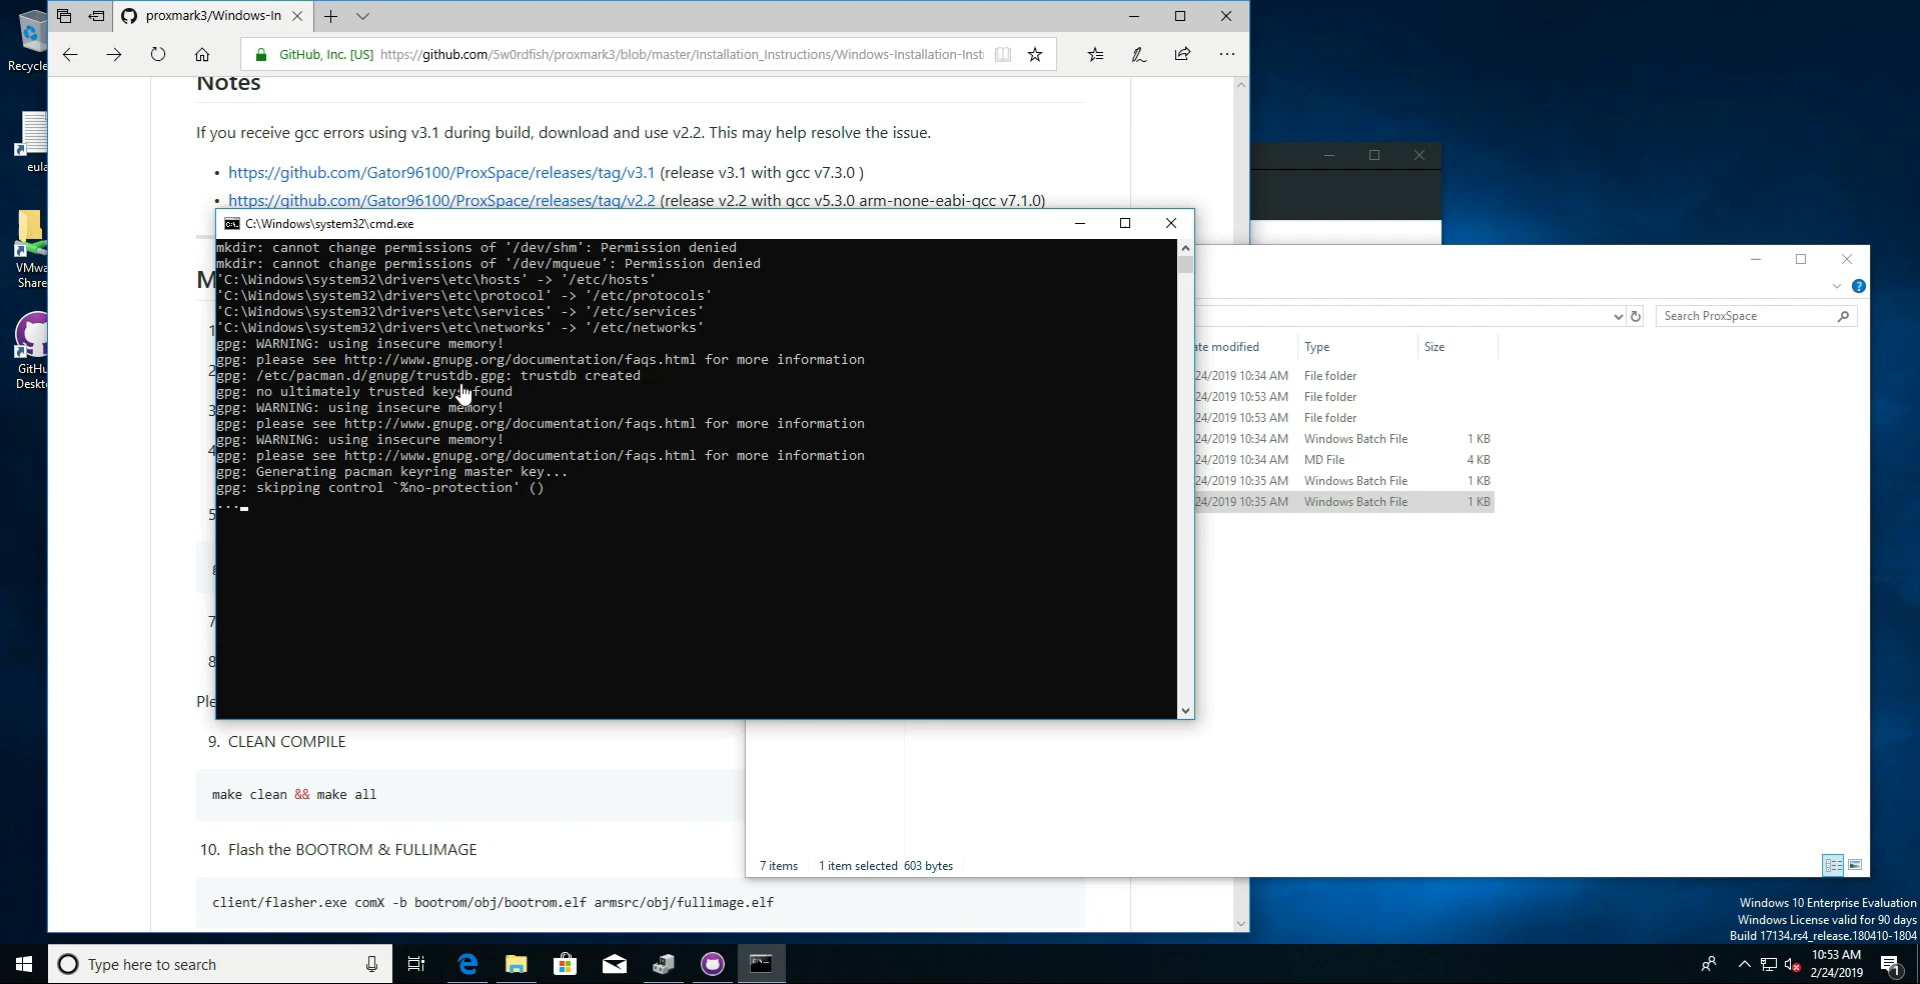 Recycle
eula
VMwa
Share
GitHu
Deskto
proxmark3/Windows-In
GitHub, Inc. [US] https://github.com/5w0rdfish/proxmark3/blob/master/Installation_Instructions/Windows-Installation-Inst
Notes
If you receive gcc errors using v3.1 during build, download and use v2.2. This may help resolve the issue.
• https://github.com/Gator96100/ProxSpace/releases/tag/v3.1 (release v3.1 with gcc v7.3.0 )
• https://github.com/Gator96100/ProxSpace/releases/tag/v2.2 (release v2.2 with gcc v5.3.0 arm-none-eabi-gcc v7.1.0)
C:\Windows\system32\cmd.exe
mkdir: cannot change permissions of '/dev/shm': Permission denied
mkdir: cannot change permissions of '/dev/mqueue': Permission denied
'C:\Windows\system32\drivers\etc\hosts' -> '/etc/hosts'
'C:\Windows\system32\drivers\etc\protocol' -> '/etc/protocols'
'C:\Windows\system32\drivers\etc\services' -> '/etc/services'
'C:\Windows\system32\drivers\etc\networks' -> '/etc/networks'
gpg: WARNING: using insecure memory!
gpg: please see http://www.gnupg.org/documentation/faqs.html for more information
gpg: /etc/pacman.d/gnupg/trustdb.gpg: trustdb created
gpg: no ultimately trusted keys found
gpg: WARNING: using insecure memory!
gpg: please see http://www.gnupg.org/documentation/faqs.html for more information
gpg: WARNING: using insecure memory!
gpg: please see http://www.gnupg.org/documentation/faqs.html for more information
gpg: Generating pacman keyring master key...
gpg: skipping control `%no-protection' ()
...
M
1
2
3
4
5
g
7
8
Ple
9. CLEAN COMPILE
make clean && make all
10. Flash the BOOTROM & FULLIMAGE
client/flasher.exe comX -b bootrom/obj/bootrom.elf armsrc/obj/fullimage.elf
Search ProxSpace
ate modified Type Size
24/2019 10:34 AM File folder
24/2019 10:53 AM File folder
24/2019 10:53 AM File folder
24/2019 10:34 AM Windows Batch File 1 KB
24/2019 10:34 AM MD File 4 KB
24/2019 10:35 AM Windows Batch File 1 KB
24/2019 10:35 AM Windows Batch File 1 KB
7 items 1 item selected 603 bytes
Windows 10 Enterprise Evaluation
Windows License valid for 90 days
Build 17134.rs4_release.180410-1804
Type here to search
10:53 AM
2/24/2019
1